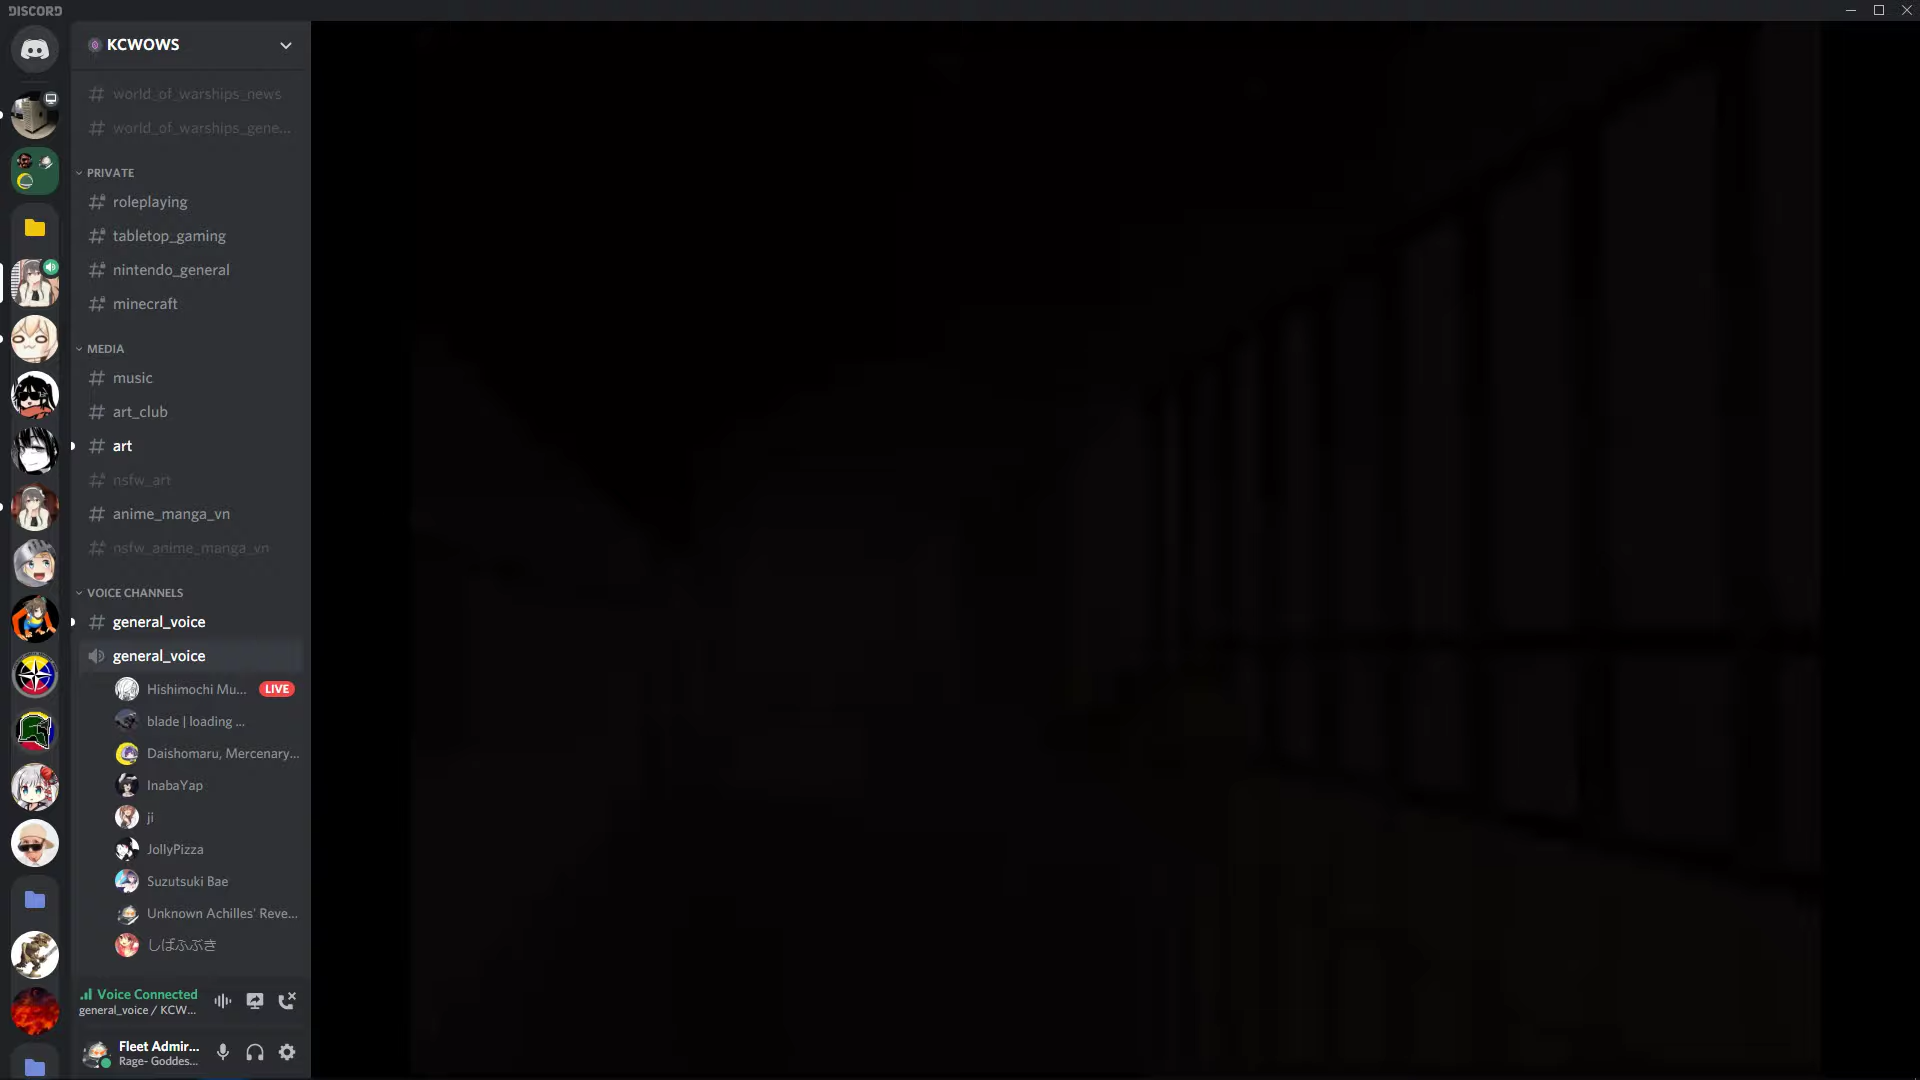 DISCORD
KCWOWS
world_of_warships_news
world_of_warships_gene...
PRIVATE
roleplaying
tabletop_gaming
nintendo_general
minecraft
MEDIA
music
art_club
art
nsfw_art
anime_manga_vn
nsfw_anime_manga_vn
VOICE CHANNELS
general_voice
general_voice
Hishimochi Mu... LIVE
blade | loading ...
Daishomaru, Mercenary...
InabaYap
ji
JollyPizza
Suzutsuki Bae
Unknown Achilles' Reve...
しばふぶき
Voice Connected
general_voice / KCW...
Fleet Admir...
Rage- Goddes...